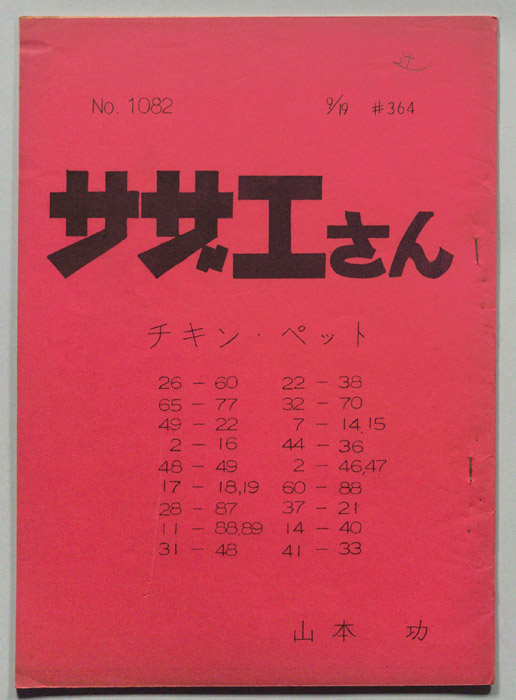 No. 1082 9/19 #364
サザエさん
チキン・ペット
26 - 60 22 - 38
65 - 77 32 - 70
49 - 22 7 - 14,15
2 - 16 44 - 36
48 - 49 2 - 46,47
17 - 18,19 60 - 88
28 - 87 37 - 21
11 - 88,89 14 - 40
31 - 48 41 - 33
山本 功